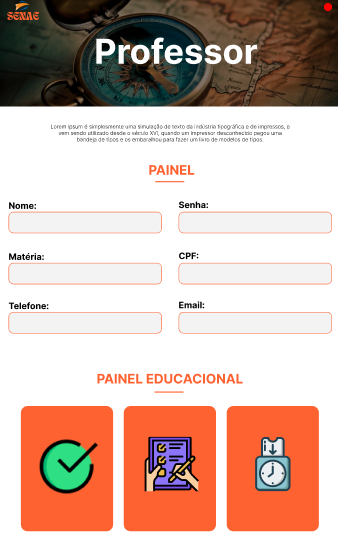 SENAE
Professor
Lorem Ipsum é simplesmente uma simulação de texto da indústria tipográfica e de impressos, e
vem sendo utilizado desde o século XVI, quando um impressor desconhecido pegou uma
bandeja de tipos e os embaralhou para fazer um livro de modelos de tipos.
PAINEL
Nome:
Senha:
Matéria:
CPF:
Telefone:
Email:
PAINEL EDUCACIONAL